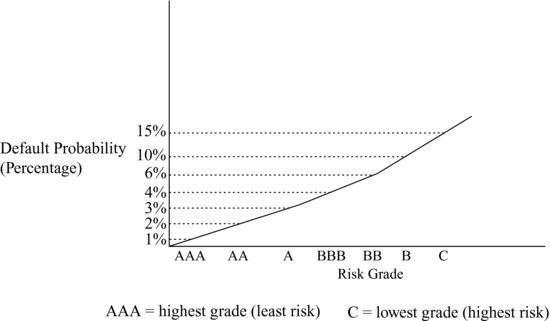 15%
Default Probability
(Percentage)
10%
6%
4%
3%
2%
1%
AAA AA A BBB BB B C
Risk Grade
AAA = highest grade (least risk) C = lowest grade (highest risk)